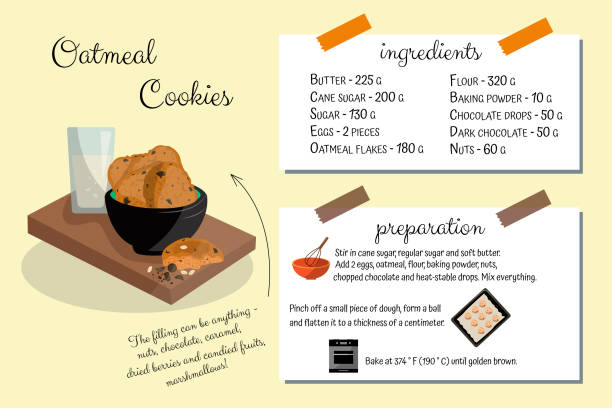 Oatmeal
Cookies
ingredients
Butter - 225 g
Cane sugar - 200 g
Sugar - 130 g
Eggs - 2 pieces
Oatmeal flakes - 180 g
Flour - 320 g
Baking powder - 10 g
Chocolate drops - 50 g
Dark chocolate - 50 g
Nuts - 60 g
preparation
Stir in cane sugar, regular sugar and soft butter.
Add 2 eggs, oatmeal, flour, baking powder, nuts,
chopped chocolate and heat-stable drops. Mix everything.
Pinch off a small piece of dough, form a ball
and flatten it to a thickness of a centimeter.
Bake at 374 ° F (190 ° C) until golden brown.
The filling can be anything -
nuts, chocolate, caramel,
dried berries and candied fruits,
marshmallows!